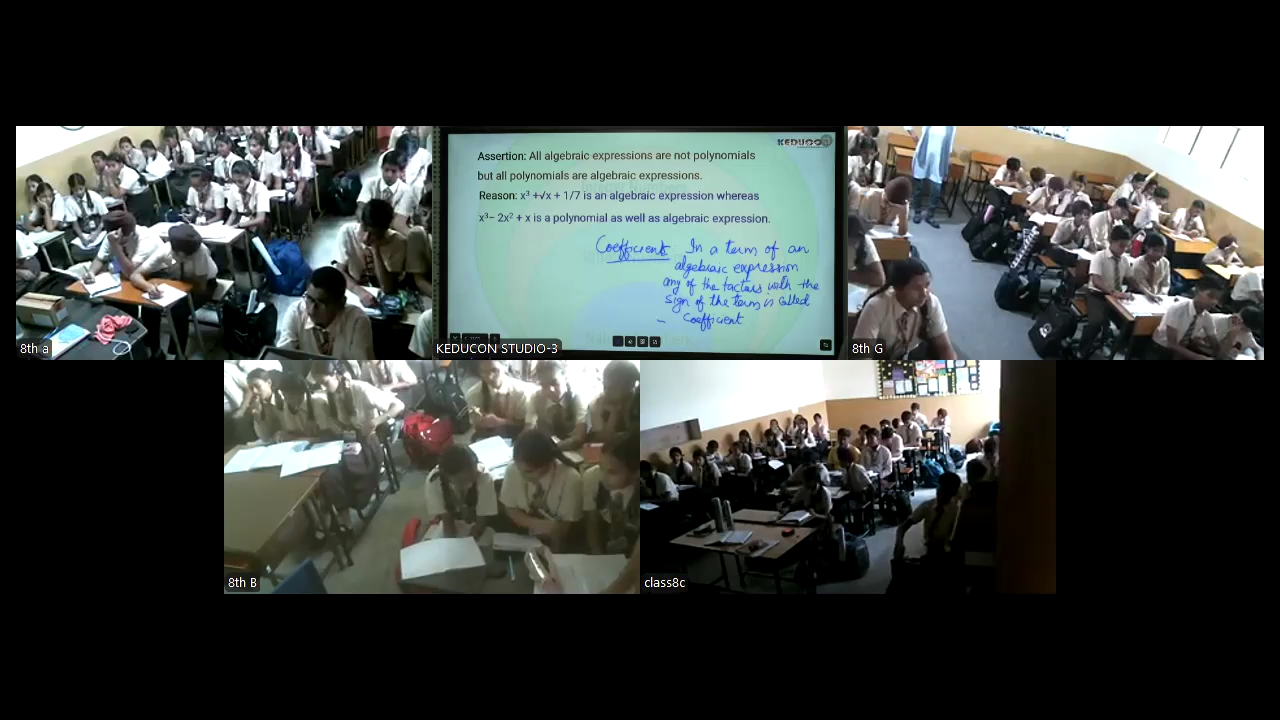 KEDUCON
Assertion: All algebraic expressions are not polynomials
but all polynomials are algebraic expressions.
Reason: x³ +√x + 1/7 is an algebraic expression whereas
x³– 2x² + x is a polynomial as well as algebraic expression.
Coefficient In a term of an
algebraic expression
any of the factors with the
sign of the term is called
coefficient
8th a
KEDUCON STUDIO-3
8th G
8th B
class8c